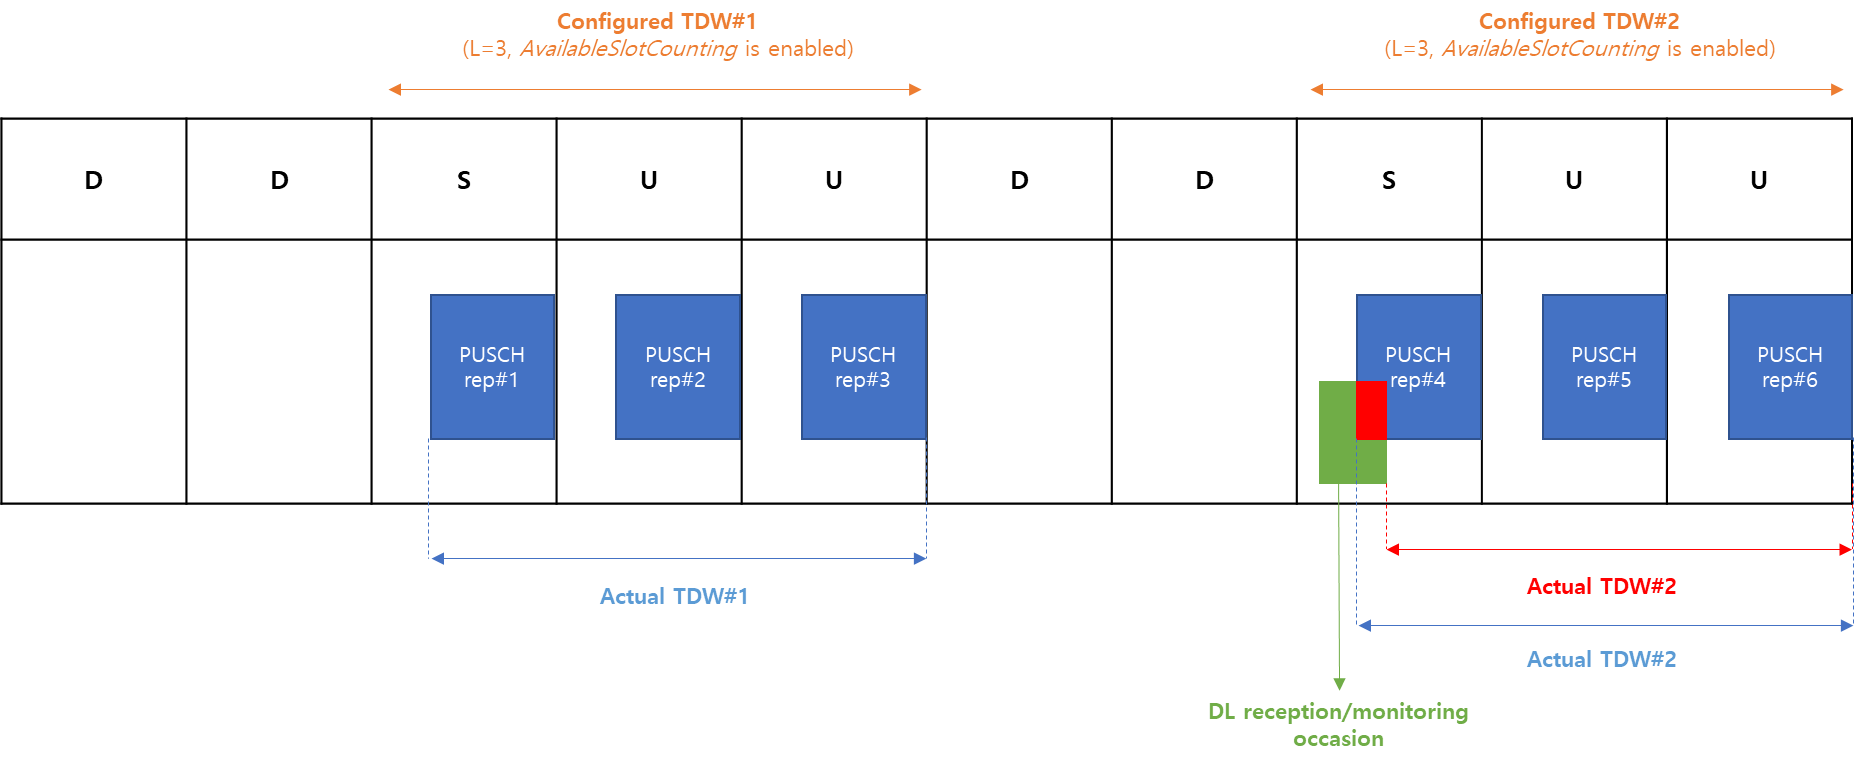 Configured TDW#1
(L=3, AvailableSlotCounting is enabled)
Configured TDW#2
(L=3, AvailableSlotCounting is enabled)
D D S U U D D S U U
PUSCH
rep#1
PUSCH
rep#2
PUSCH
rep#3
PUSCH
rep#4
PUSCH
rep#5
PUSCH
rep#6
Actual TDW#1
Actual TDW#2
Actual TDW#2
DL reception/monitoring
occasion